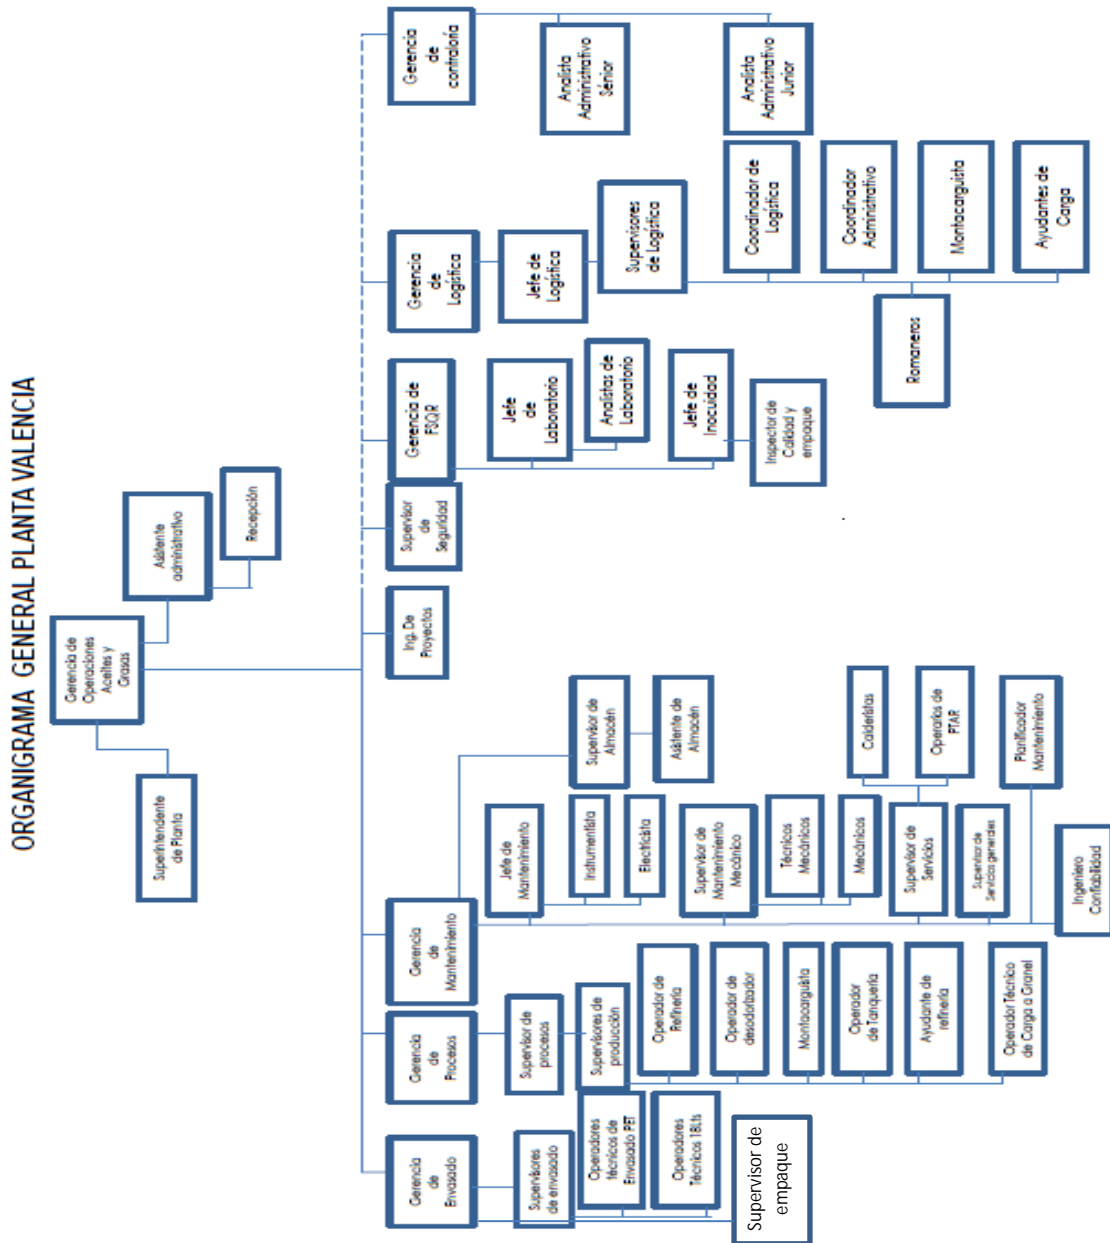 ORGANIGRAMA GENERAL PLANTA VALENCIA
Gerencia de
Operaciones
Aceites y
Grasas
Superintendente
de Planta
Asistente
administrativo
Recepción
Gerencia
de
Envasado
Supervisores
de envasado
Operadores
técnicos de
Envasado PET
Operadores
Técnicos 18Lts
Supervisor de
empaque
Gerencia
de
Procesos
Supervisor de
procesos
Supervisores de
producción
Operador de
Refinería
Operador de
desodorizador
Montacarguista
Operador
de Tanquería
Ayudante de
refinería
Operador Técnico
de Carga a Granel
Gerencia
de
Mantenimiento
Jefe de
Mantenimiento
Instrumentista
Electricista
Supervisor de
Mantenimiento
Mecánico
Técnicos
Mecánicos
Mecánicos
Supervisor de
Servicios
Calderistas
Operarios de
PTAR
Supervisor de
Servicios generales
Planificador
Mantenimiento
Ingeniero
Confiabilidad
Supervisor de
Almacén
Asistente de
Almacén
Ing. De
Proyectos
Supervisor
de
Seguridad
Gerencia de
FSQR
Jefe
de
Laboratorio
Analistas de
Laboratorio
Jefe de
Inocuidad
Inspector de
Calidad y
empaque
Gerencia
de
Logística
Jefe de
Logística
Supervisores
de Logística
Coordinador de
Logística
Coordinador
Administrativo
Romaneros
Montacarguista
Ayudantes de
Carga
Gerencia
de
contraloría
Analista
Administrativo
Sénior
Analista
Administrativo
Junior